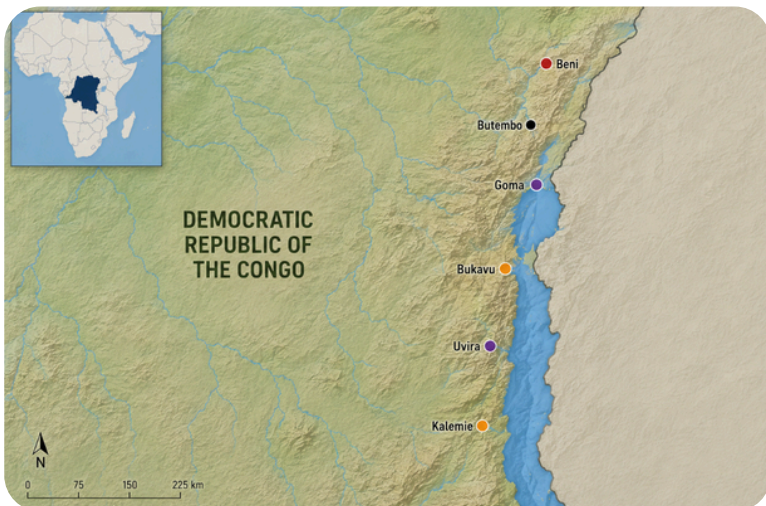 Beni
Butembo
Goma
DEMOCRATIC
REPUBLIC OF
THE CONGO
Bukavu
Uvira
Kalemie
N
0 75 150 225 km